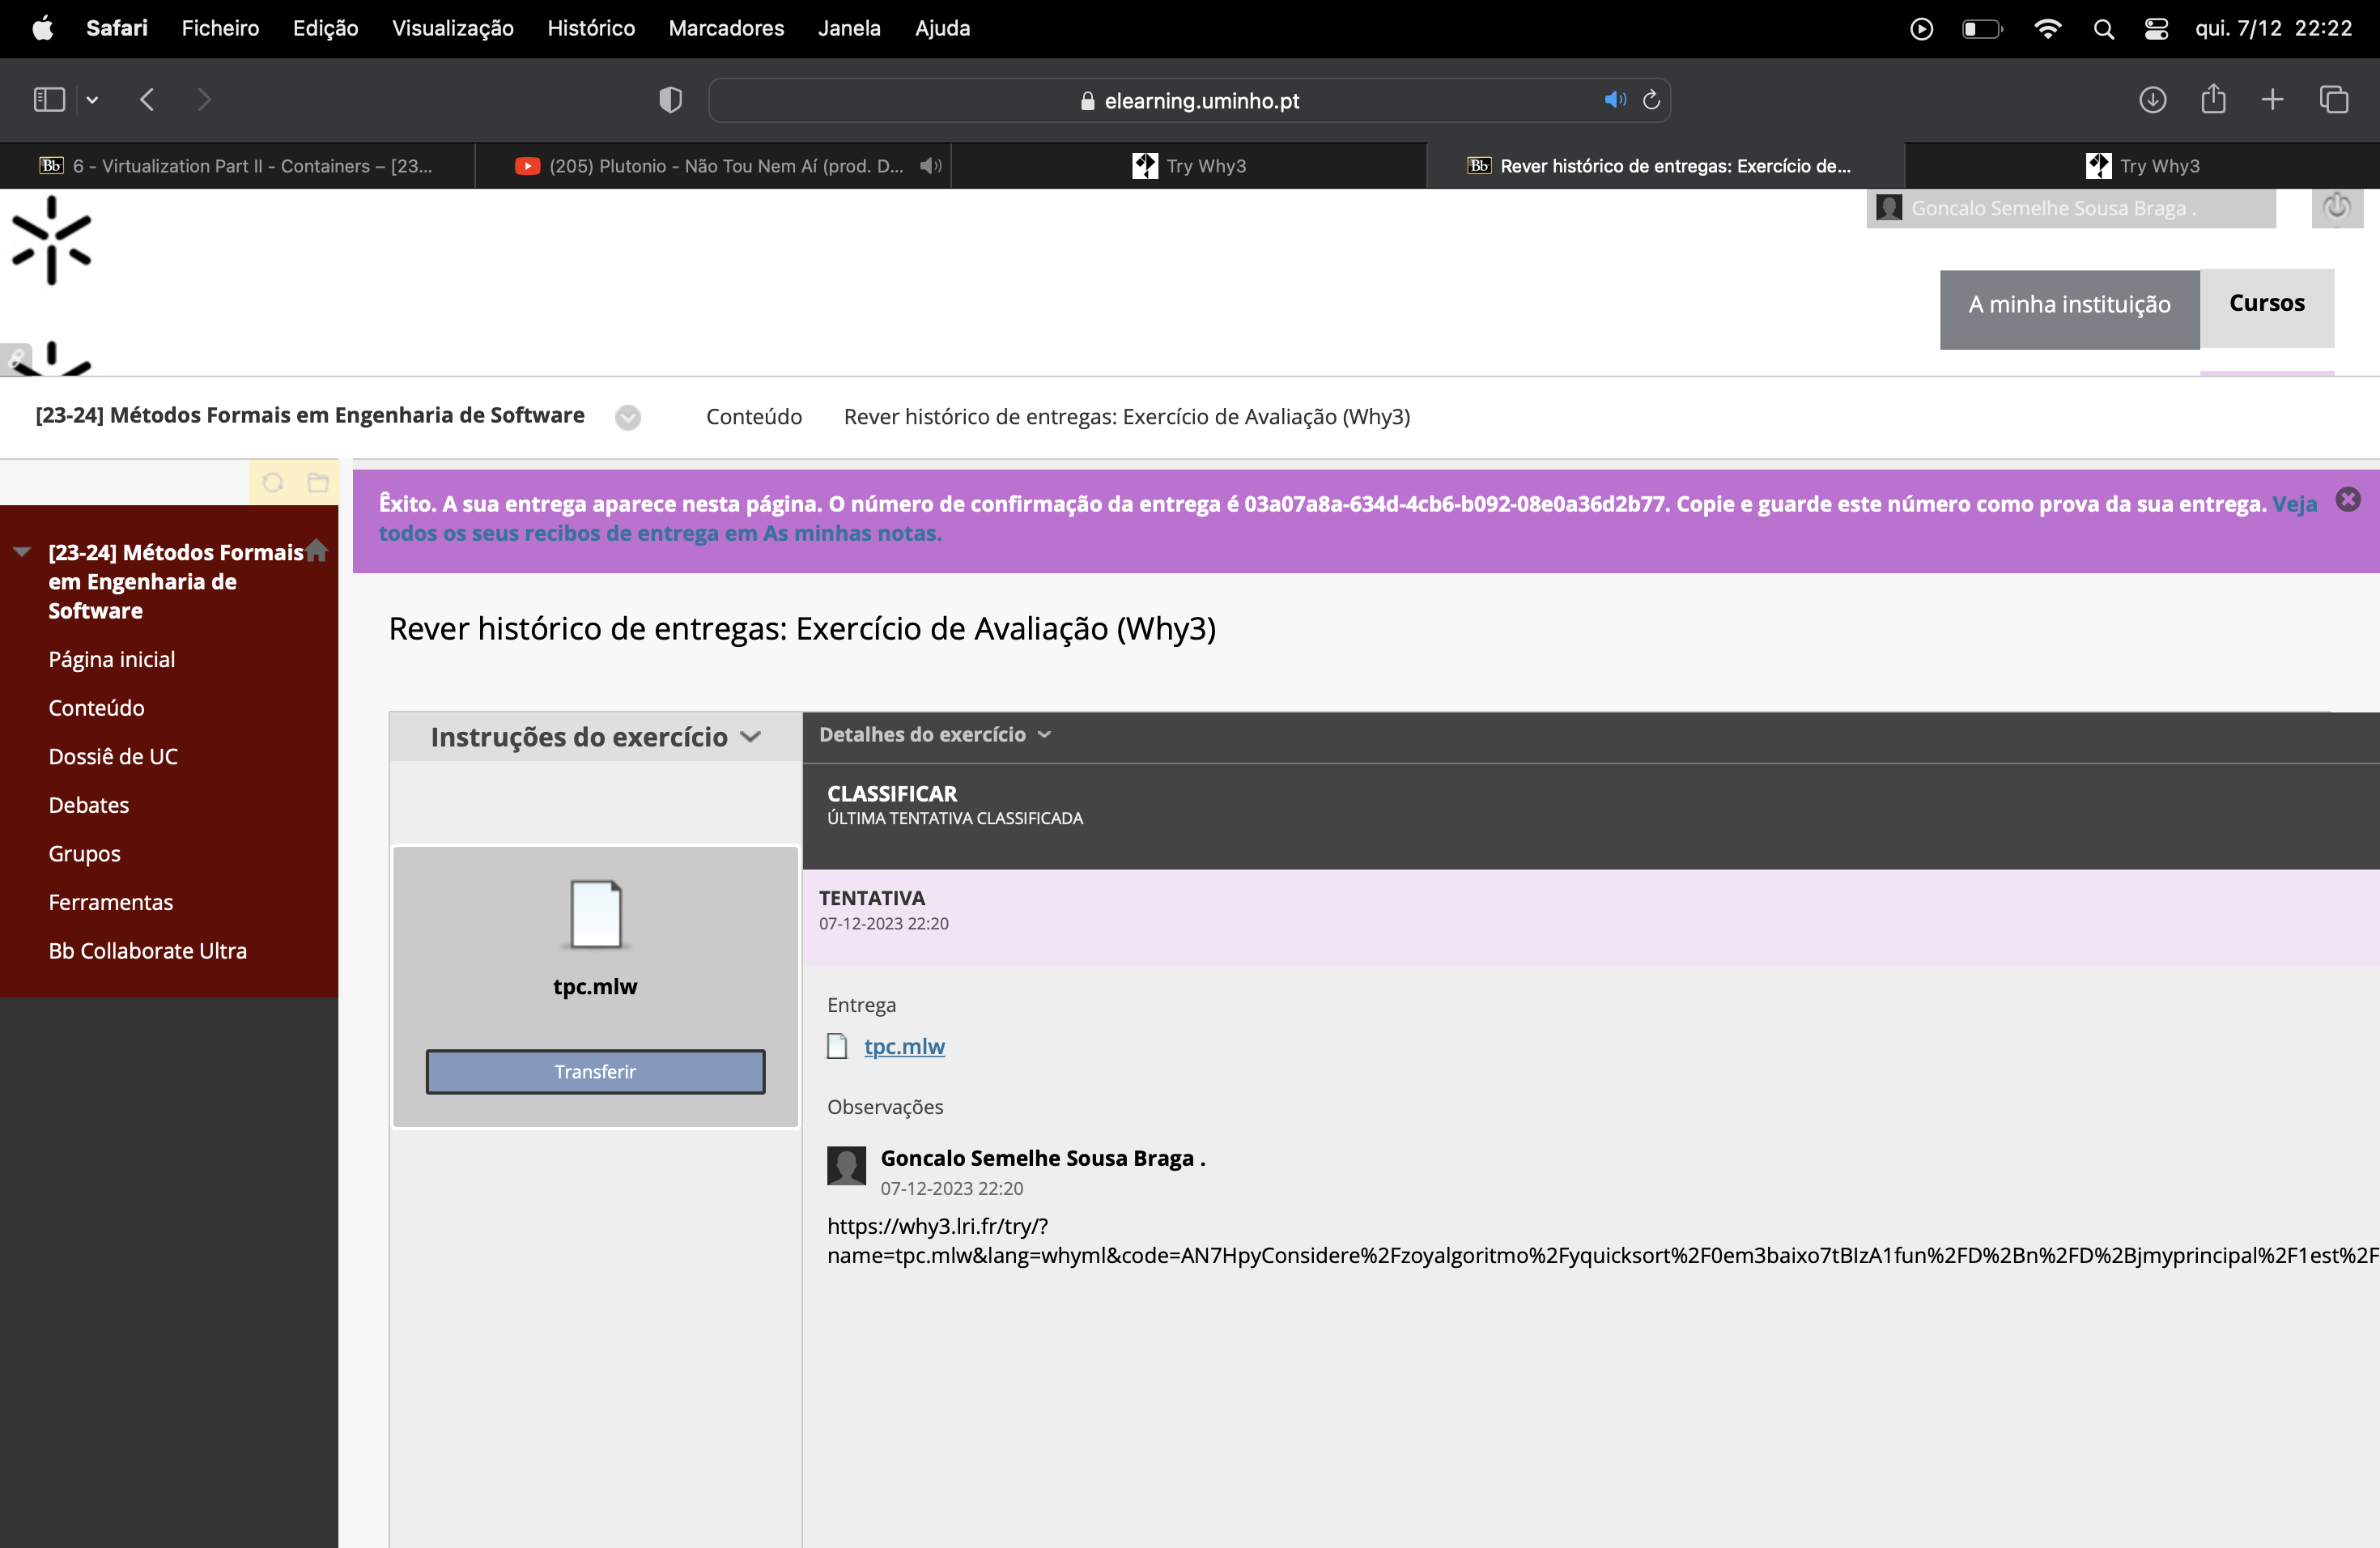 Safari Ficheiro Edição Visualização Histórico Marcadores Janela Ajuda qui. 7/12 22:22
elearning.uminho.pt
Bb 6 - Virtualization Part II - Containers – [23... (205) Plutonio - Não Tou Nem Aí (prod. D... Try Why3 Bb Rever histórico de entregas: Exercício de... Try Why3
Goncalo Semelhe Sousa Braga .
A minha instituição Cursos
[23-24] Métodos Formais em Engenharia de Software Conteúdo Rever histórico de entregas: Exercício de Avaliação (Why3)
Êxito. A sua entrega aparece nesta página. O número de confirmação da entrega é 03a07a8a-634d-4cb6-b092-08e0a36d2b77. Copie e guarde este número como prova da sua entrega. Veja
todos os seus recibos de entrega em As minhas notas.
[23-24] Métodos Formais
em Engenharia de
Software
Página inicial
Conteúdo
Dossiê de UC
Debates
Grupos
Ferramentas
Bb Collaborate Ultra
Rever histórico de entregas: Exercício de Avaliação (Why3)
Instruções do exercício
tpc.mlw
Transferir
Detalhes do exercício
CLASSIFICAR
ÚLTIMA TENTATIVA CLASSIFICADA
TENTATIVA
07-12-2023 22:20
Entrega
tpc.mlw
Observações
Goncalo Semelhe Sousa Braga .
07-12-2023 22:20
https://why3.lri.fr/try/?
name=tpc.mlw&lang=whyml&code=AN7HpyConsidere%2Fzoyalgoritmo%2Fyquicksort%2F0em3baixo7tBIzA1fun%2FD%2Bn%2FD%2Bjmyprincipal%2F1est%2F